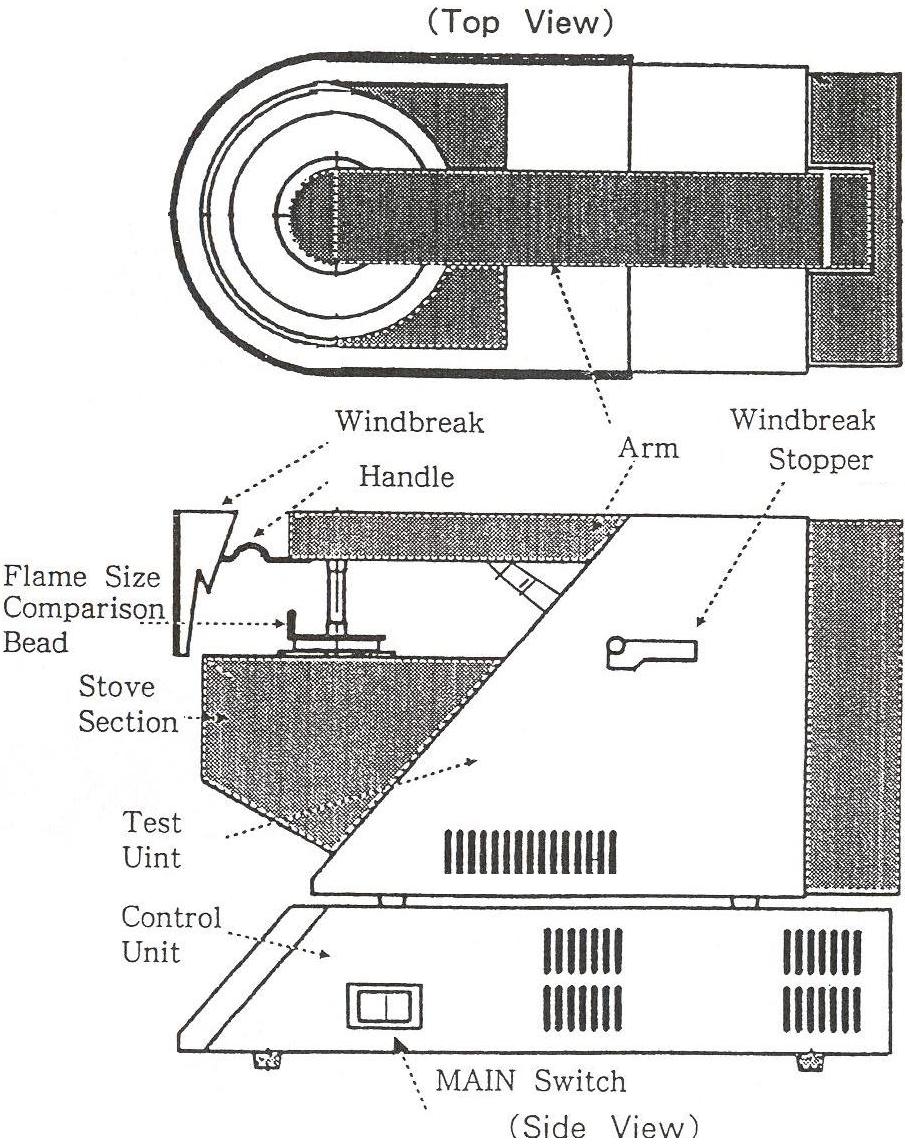 (Top View)
Windbreak
Handle
Arm
Windbreak
Stopper
Flame Size
Comparison
Bead
Stove
Section
Test
Uint
Control
Unit
MAIN Switch
(Side View)